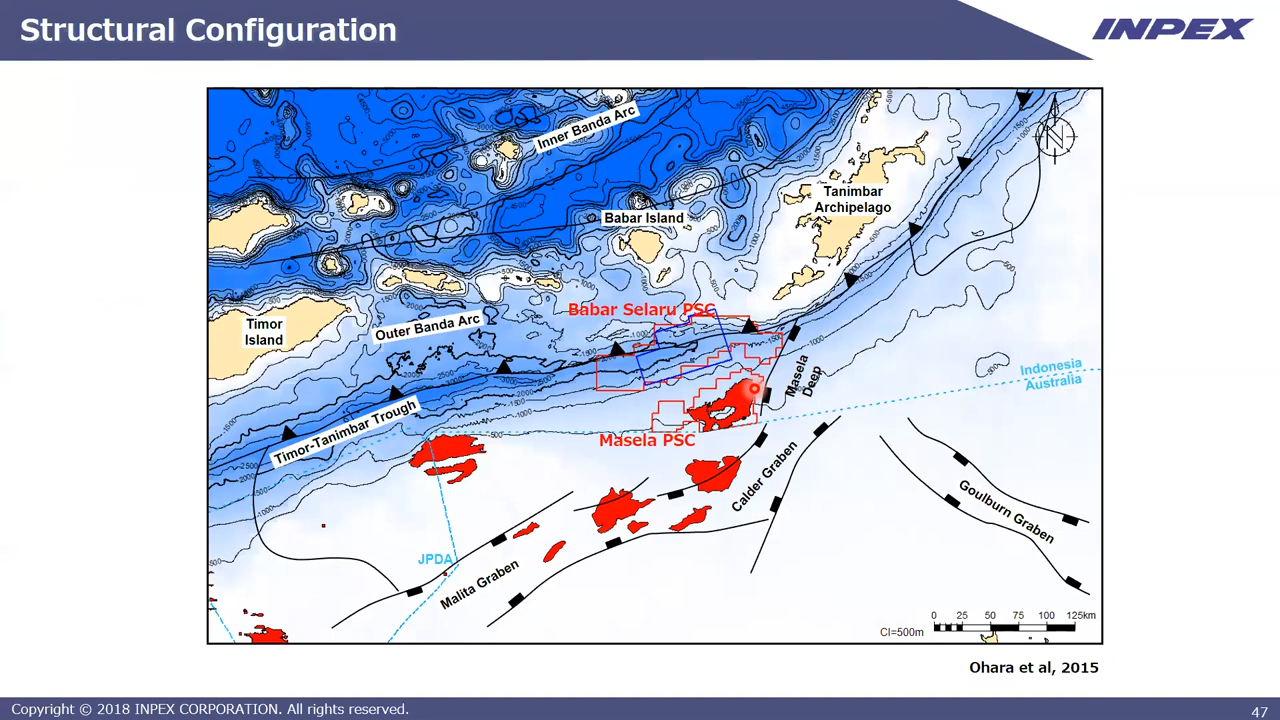 Structural Configuration
INPEX
Inner Banda Arc
Tanimbar
Archipelago
Babar Island
N
Babar Selaru PSC
Timor
Island
Outer Banda Arc
Masela
Deep
Indonesia
Australia
Timor-Tanimbar Trough
Masela PSC
Calder Graben
Goulburn Graben
JPDA
Malita Graben
0 25 50 75 100 125km
CI=500m
Ohara et al, 2015
Copyright © 2018 INPEX CORPORATION. All rights reserved.
47